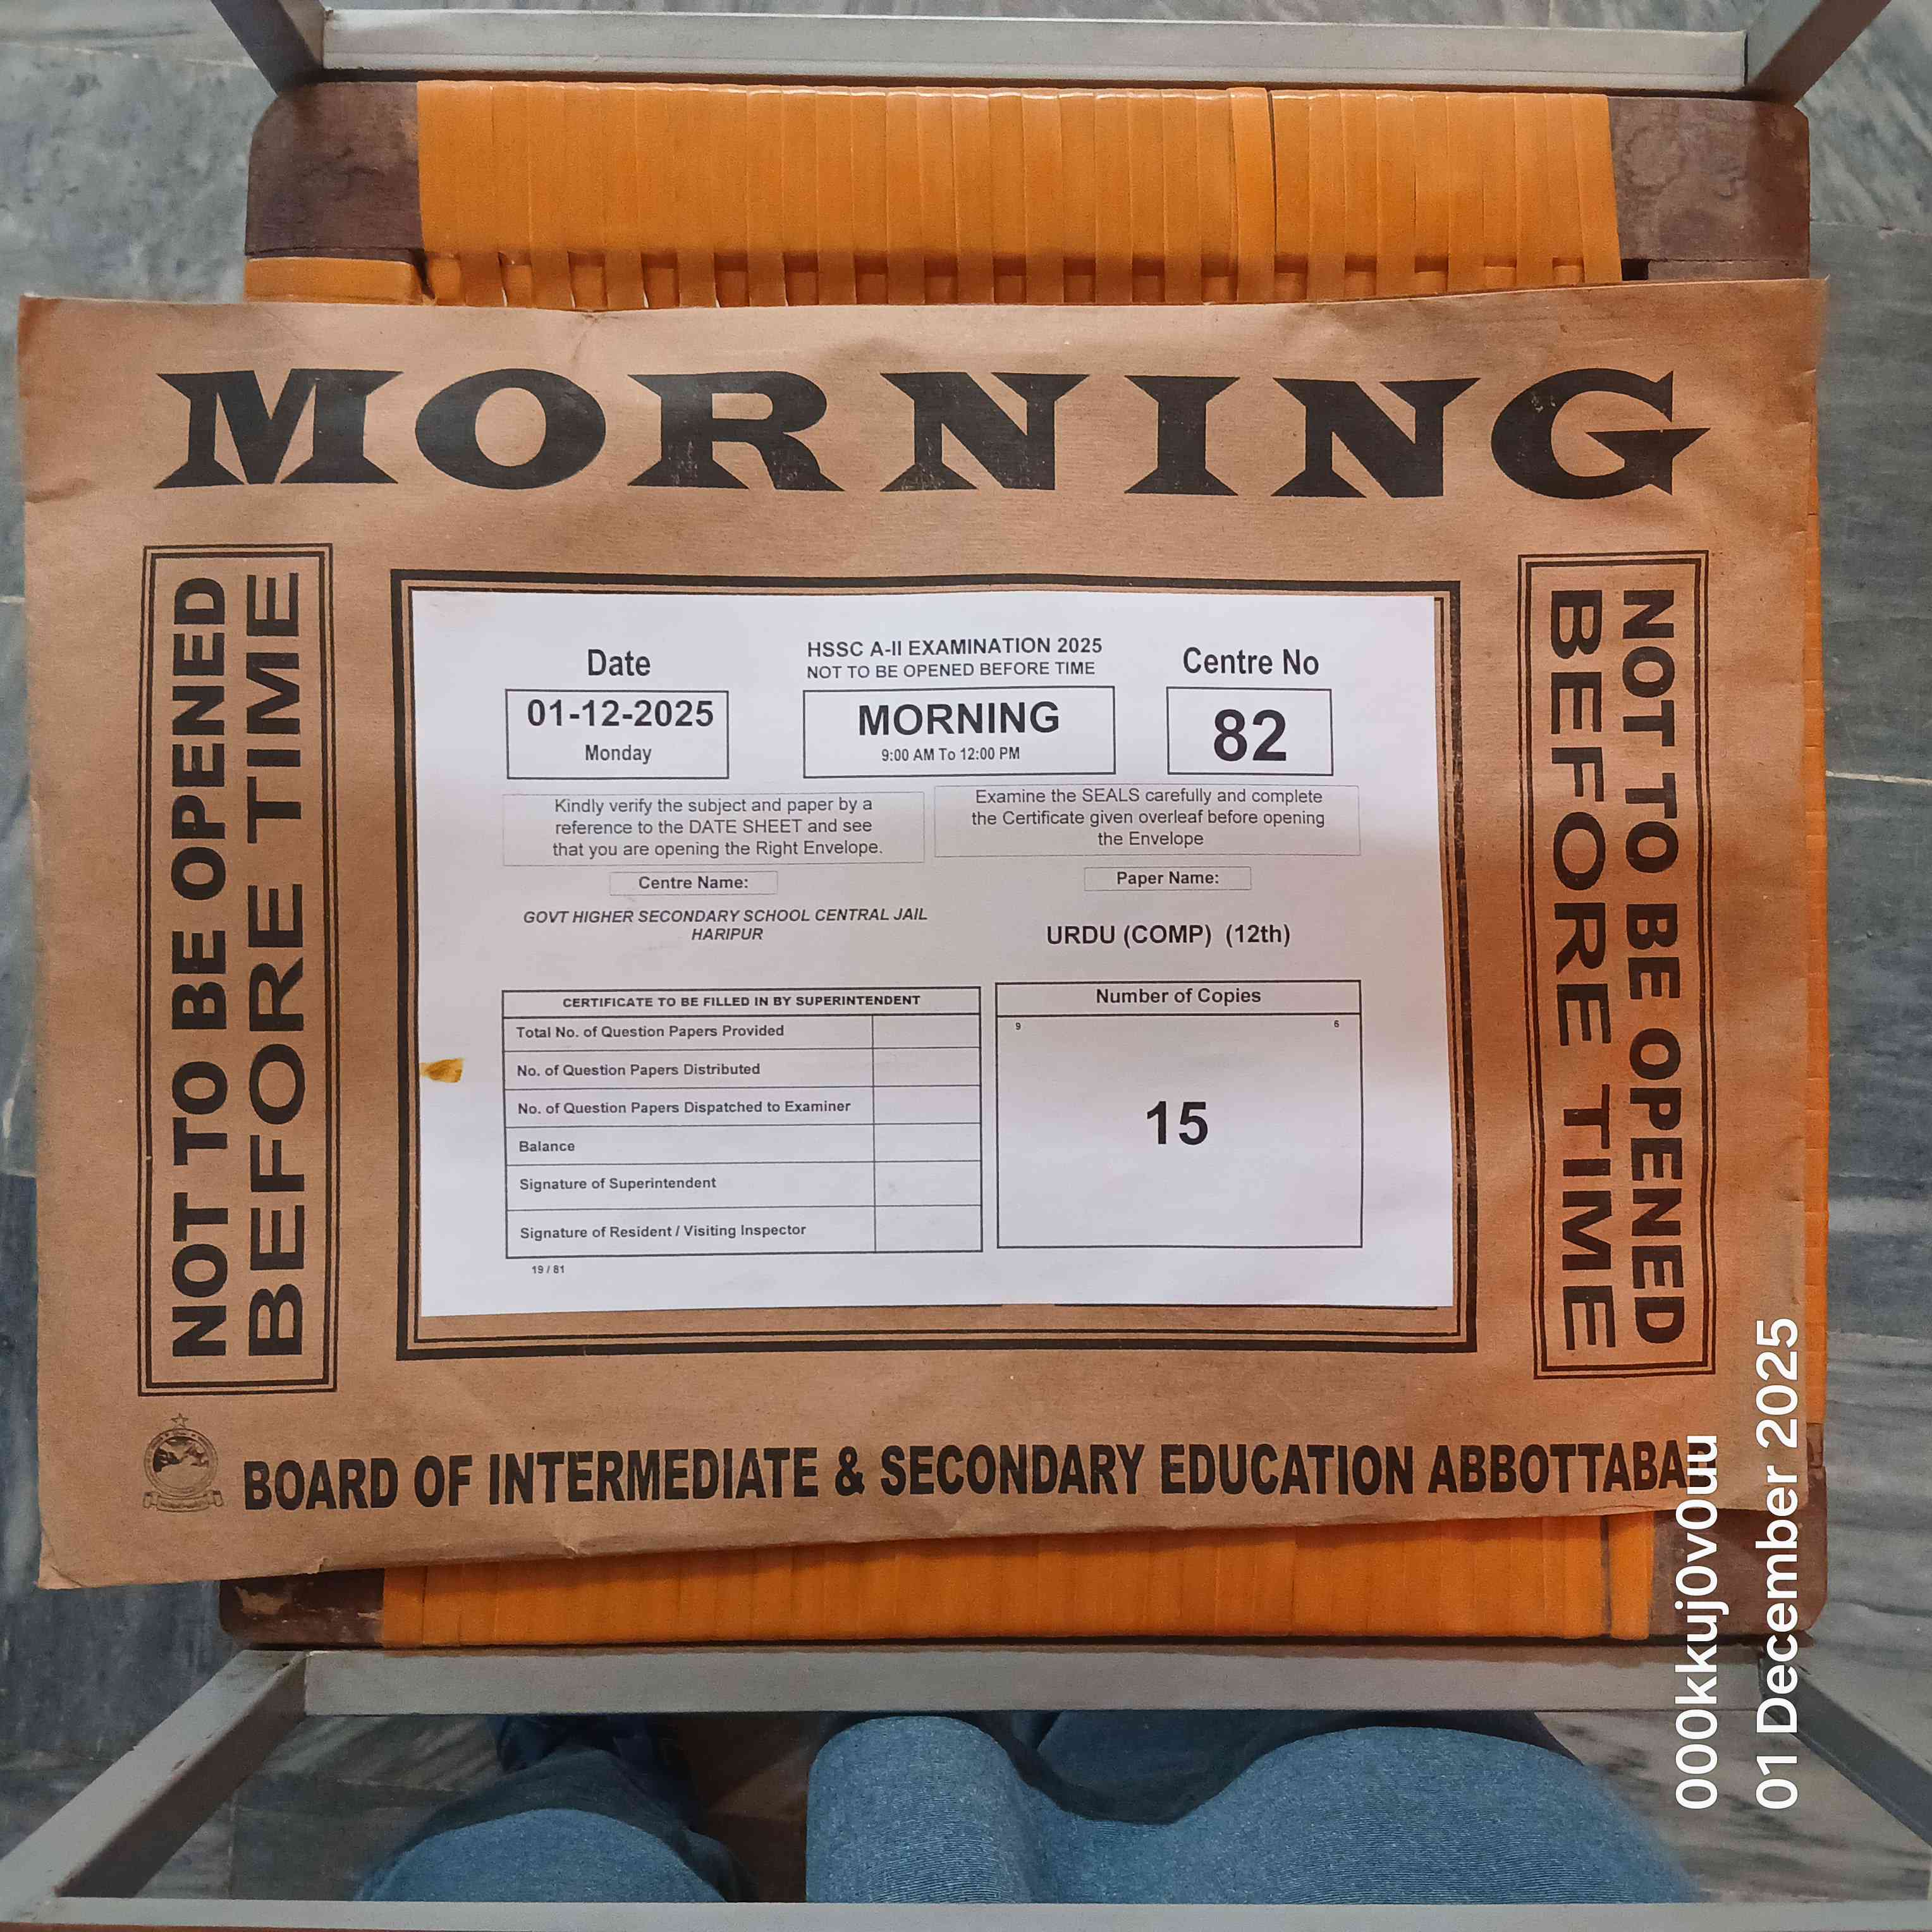 MORNING
NOT TO BE OPENED
BEFORE TIME
Date
01-12-2025
Monday
HSSC A-II EXAMINATION 2025
NOT TO BE OPENED BEFORE TIME
MORNING
9:00 AM To 12:00 PM
Centre No
82
Kindly verify the subject and paper by a
reference to the DATE SHEET and see
that you are opening the Right Envelope.
Examine the SEALS carefully and complete
the Certificate given overleaf before opening
the Envelope
Centre Name:
GOVT HIGHER SECONDARY SCHOOL CENTRAL JAIL
HARIPUR
Paper Name:
URDU (COMP) (12th)
CERTIFICATE TO BE FILLED IN BY SUPERINTENDENT
Total No. of Question Papers Provided
No. of Question Papers Distributed
No. of Question Papers Dispatched to Examiner
Balance
Signature of Superintendent
Signature of Resident / Visiting Inspector
19 / 81
Number of Copies
9 6
15
NOT TO BE OPENED
BEFORE TIME
BOARD OF INTERMEDIATE & SECONDARY EDUCATION ABBOTTABA
000kkuj0v0uu
01 December 2025